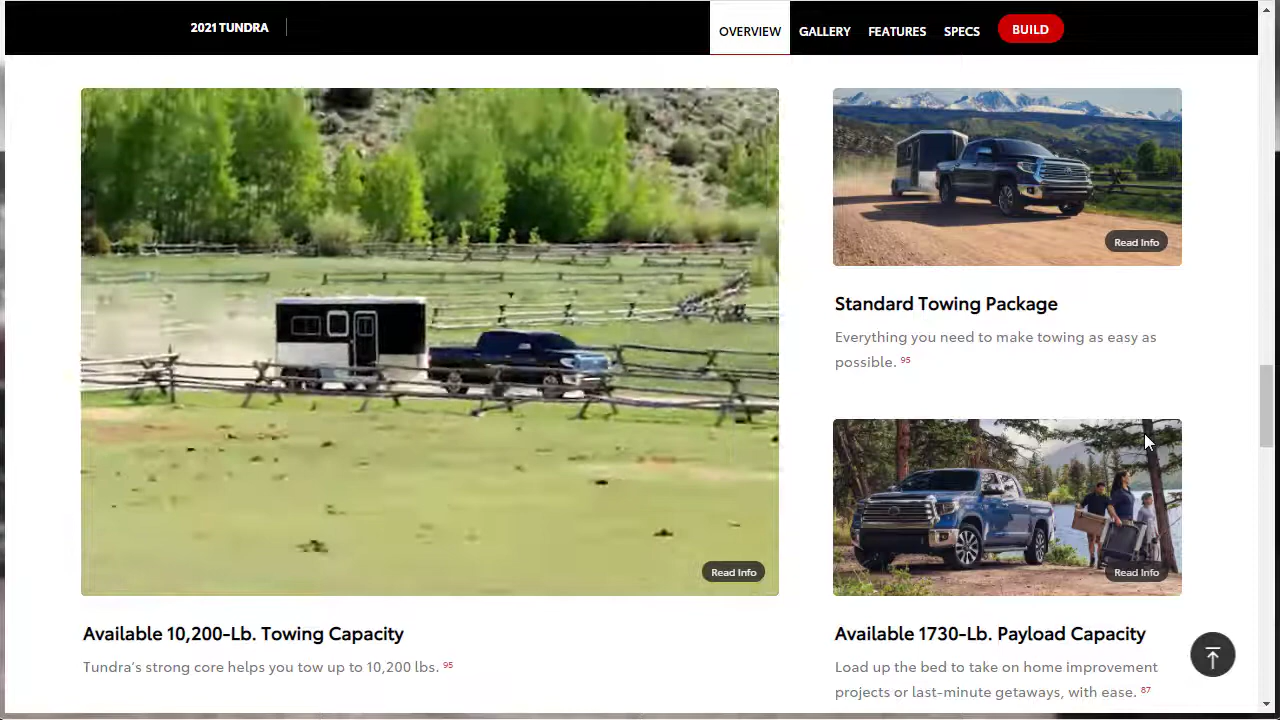 2021 TUNDRA
OVERVIEW
GALLERY
FEATURES
SPECS
BUILD
Read Info
Available 10,200-Lb. Towing Capacity
Tundra's strong core helps you tow up to 10,200 lbs. 95
Read Info
Standard Towing Package
Everything you need to make towing as easy as
possible. 95
Read Info
Available 1730-Lb. Payload Capacity
Load up the bed to take on home improvement
projects or last-minute getaways, with ease. 87